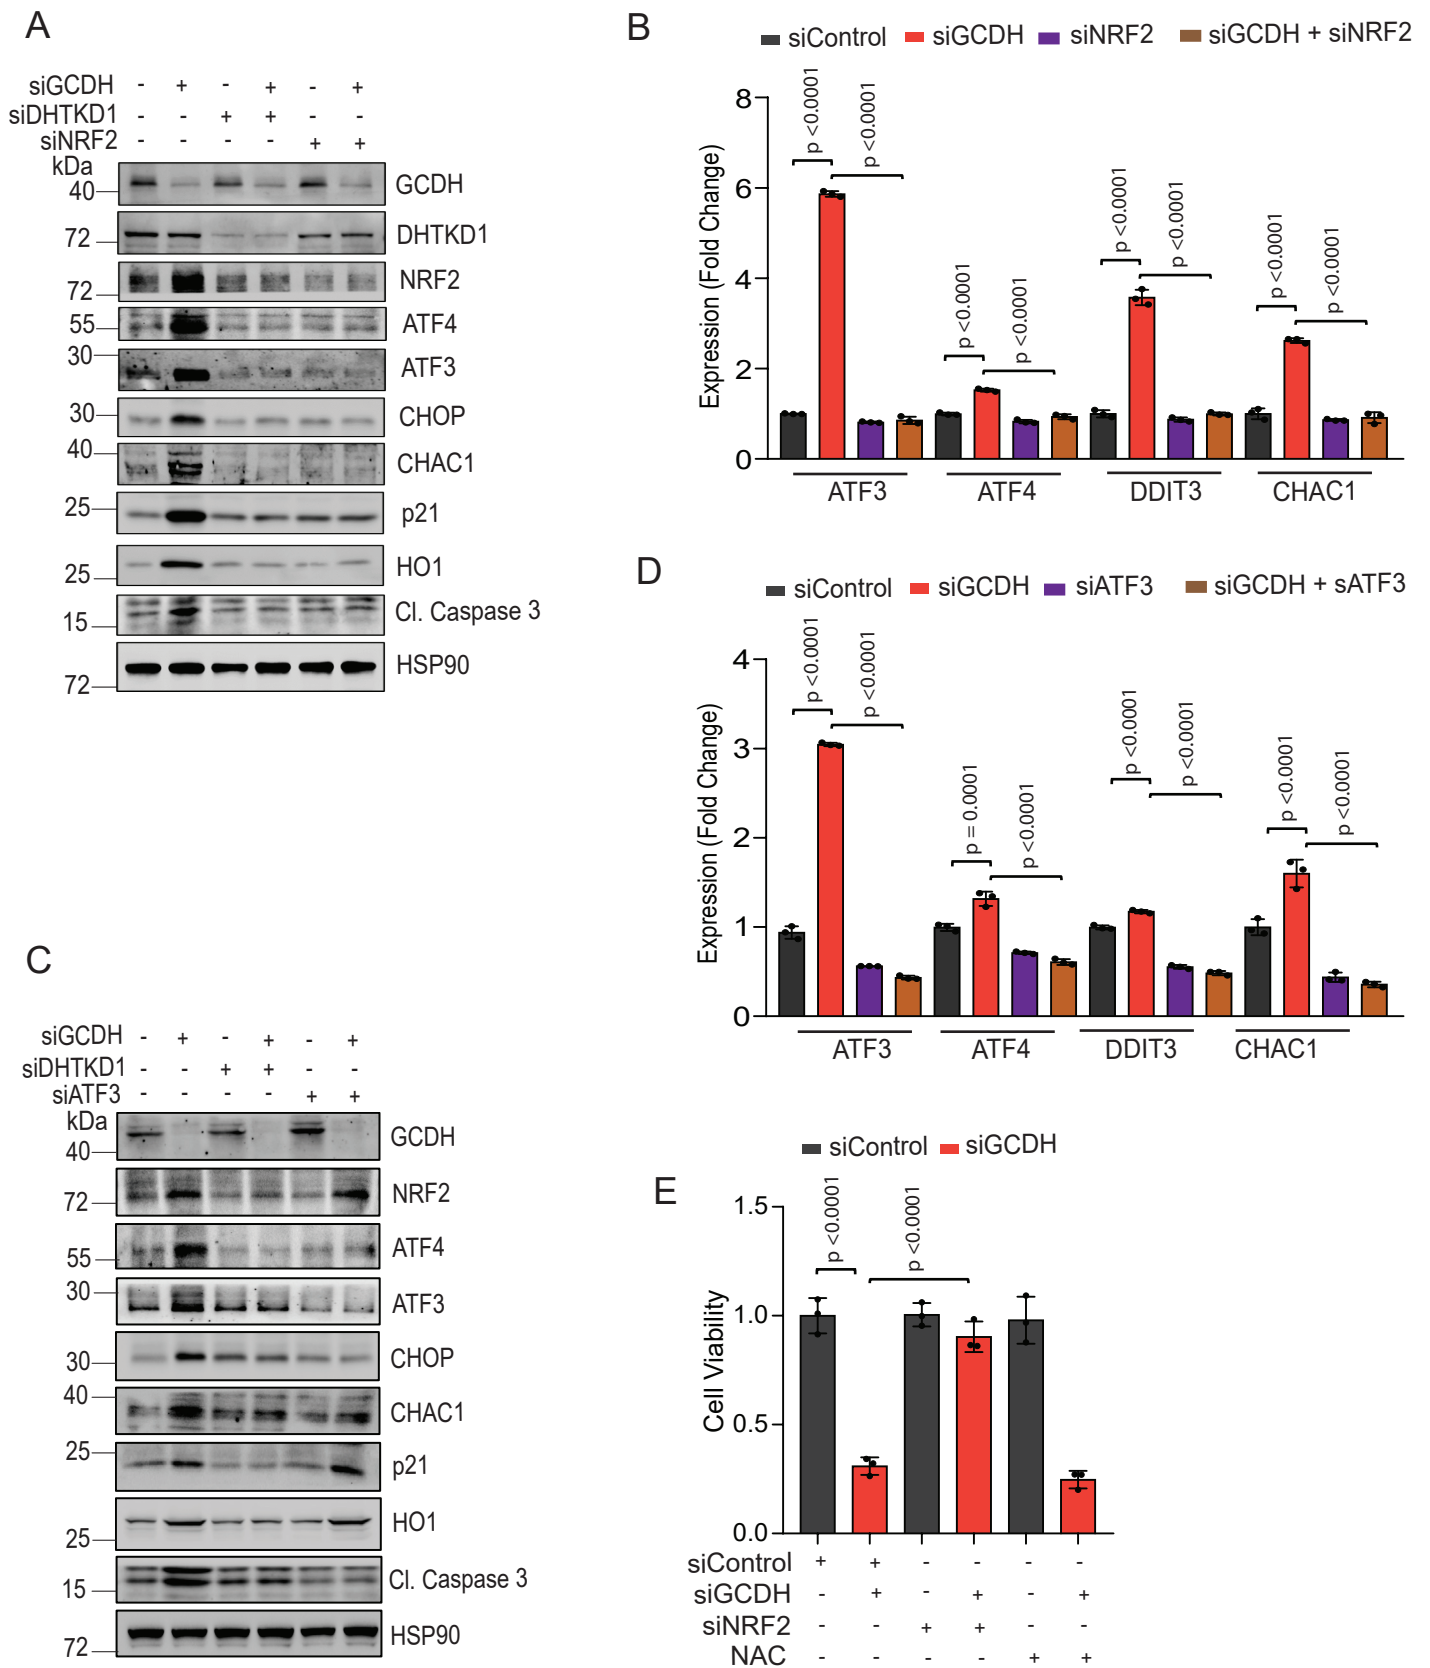 A
siGCDH - + - + - +
siDHTKD1 - - + + - -
siNRF2 - - - - + +
kDa
40 GCDH
72 DHTKD1
72 NRF2
55 ATF4
30 ATF3
30 CHOP
40 CHAC1
25 p21
25 HO1
15 Cl. Caspase 3
72 HSP90
B
siControl siGCDH siNRF2 siGCDH + siNRF2
Expression (Fold Change)
8
6
4
2
0
p <0.0001 p <0.0001
p <0.0001 p <0.0001
p <0.0001 p <0.0001
p <0.0001 p <0.0001
ATF3 ATF4 DDIT3 CHAC1
C
siGCDH - + - + - +
siDHTKD1 - - + + - -
siATF3 - - - - + +
kDa
40 GCDH
72 NRF2
55 ATF4
30 ATF3
30 CHOP
40 CHAC1
25 p21
25 HO1
15 Cl. Caspase 3
72 HSP90
D
siControl siGCDH siATF3 siGCDH + sATF3
Expression (Fold Change)
4
3
2
1
0
p <0.0001 p <0.0001
p = 0.0001 p <0.0001
p <0.0001 p <0.0001
p <0.0001 p <0.0001
ATF3 ATF4 DDIT3 CHAC1
E
siControl siGCDH
Cell Viability
1.5
1.0
0.5
0.0
p <0.0001 p <0.0001
siControl + + - - - -
siGCDH - + - + - +
siNRF2 - - + + - -
NAC - - - - + +